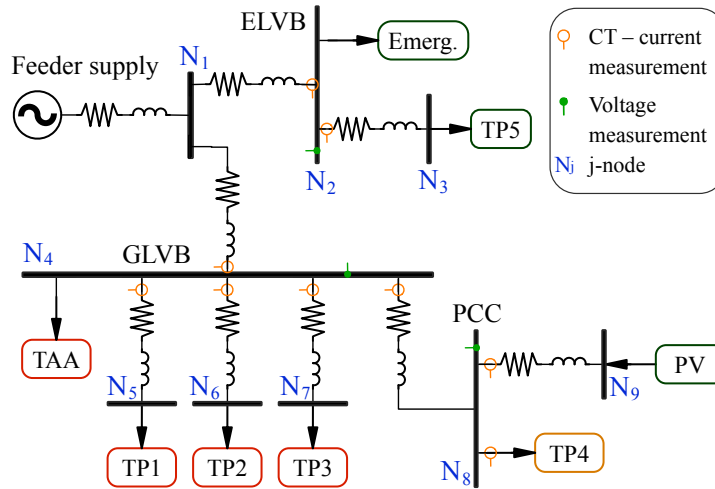 ELVB
Emerg.
CT – current
measurement
Voltage
measurement
Nj j-node
Feeder supply
N1
TP5
N2
N3
N4
GLVB
TAA
PCC
PV
N5
N6
N7
N9
TP1
TP2
TP3
N8
TP4